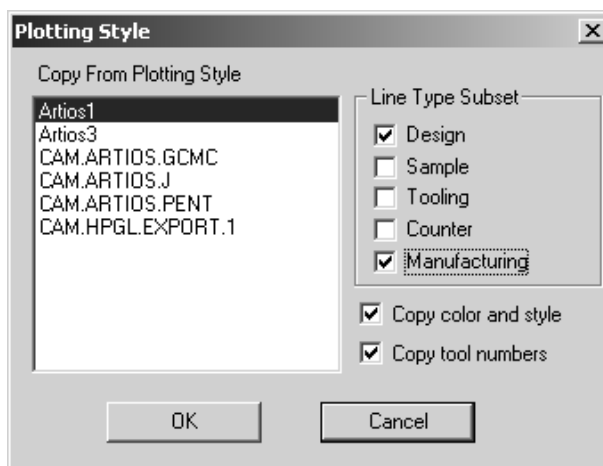 Plotting Style
Copy From Plotting Style
Artios1
Artios3
CAM.ARTIOS.GCMC
CAM.ARTIOS.J
CAM.ARTIOS.PENT
CAM.HPGL.EXPORT.1
Line Type Subset
Design
Sample
Tooling
Counter
Manufacturing
Copy color and style
Copy tool numbers
OK
Cancel